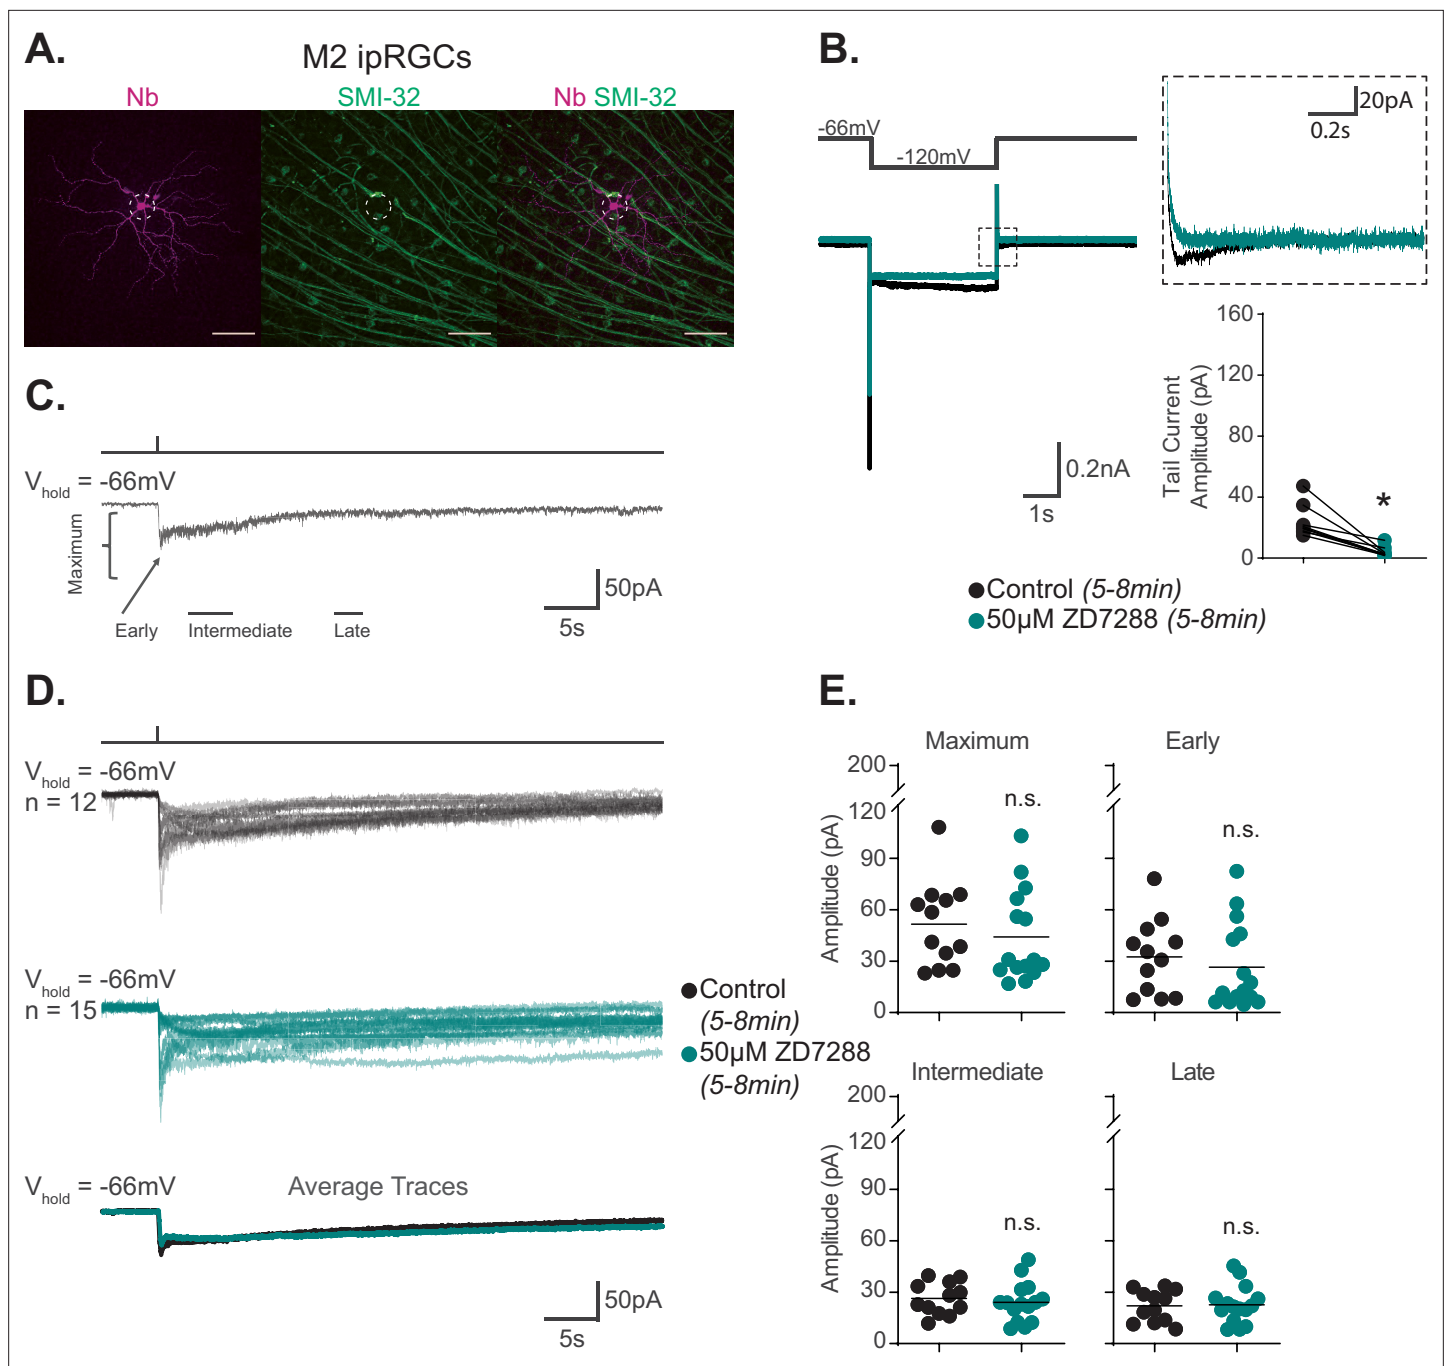 A.
M2 ipRGCs
Nb
SMI-32
Nb SMI-32
B.
-66mV
-120mV
20pA
0.2s
0.2nA
1s
Tail Current
Amplitude (pA)
160
120
80
40
0
*
Control (5-8min)
50µM ZD7288 (5-8min)
C.
Vhold = -66mV
Maximum
Early
Intermediate
Late
50pA
5s
D.
Vhold = -66mV
n = 12
Vhold = -66mV
n = 15
Control
(5-8min)
50µM ZD7288
(5-8min)
Vhold = -66mV
Average Traces
50pA
5s
E.
Maximum
200
120
90
60
30
0
Amplitude (pA)
n.s.
Early
n.s.
Intermediate
200
120
90
60
30
0
Amplitude (pA)
n.s.
Late
n.s.